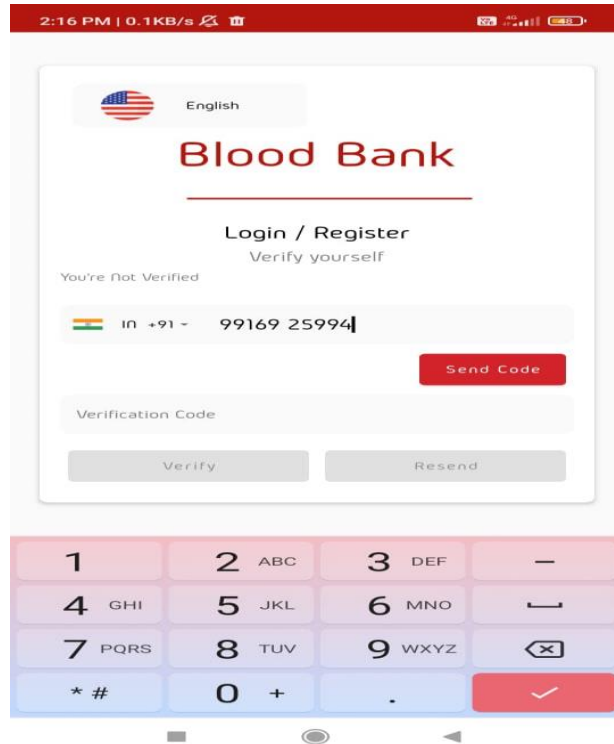 2:16 PM | 0.1KB/s
4G
48
English
Blood Bank
Login / Register
Verify yourself
You're Not Verified
IN +91 99169 25994
Send Code
Verification Code
Verify Resend
1 2 ABC 3 DEF –
4 GHI 5 JKL 6 MNO
7 PQRS 8 TUV 9 WXYZ
* # 0 + .